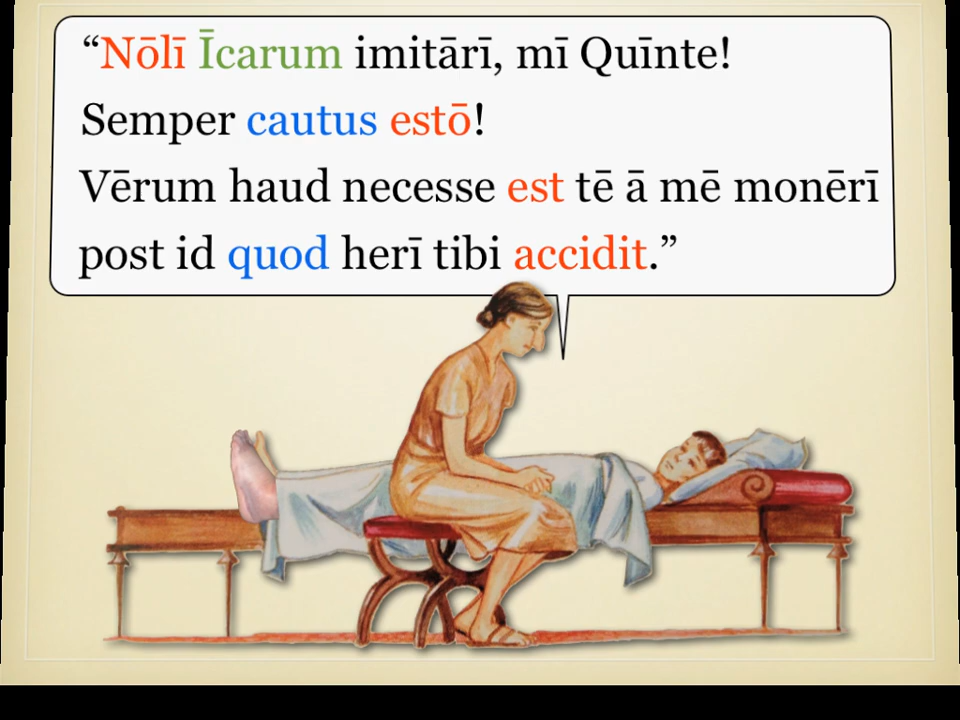 “Nōlī Īcarum imitārī, mī Quīnte!
Semper cautus estō!
Vērum haud necesse est tē ā mē monērī
post id quod herī tibi accidit.”